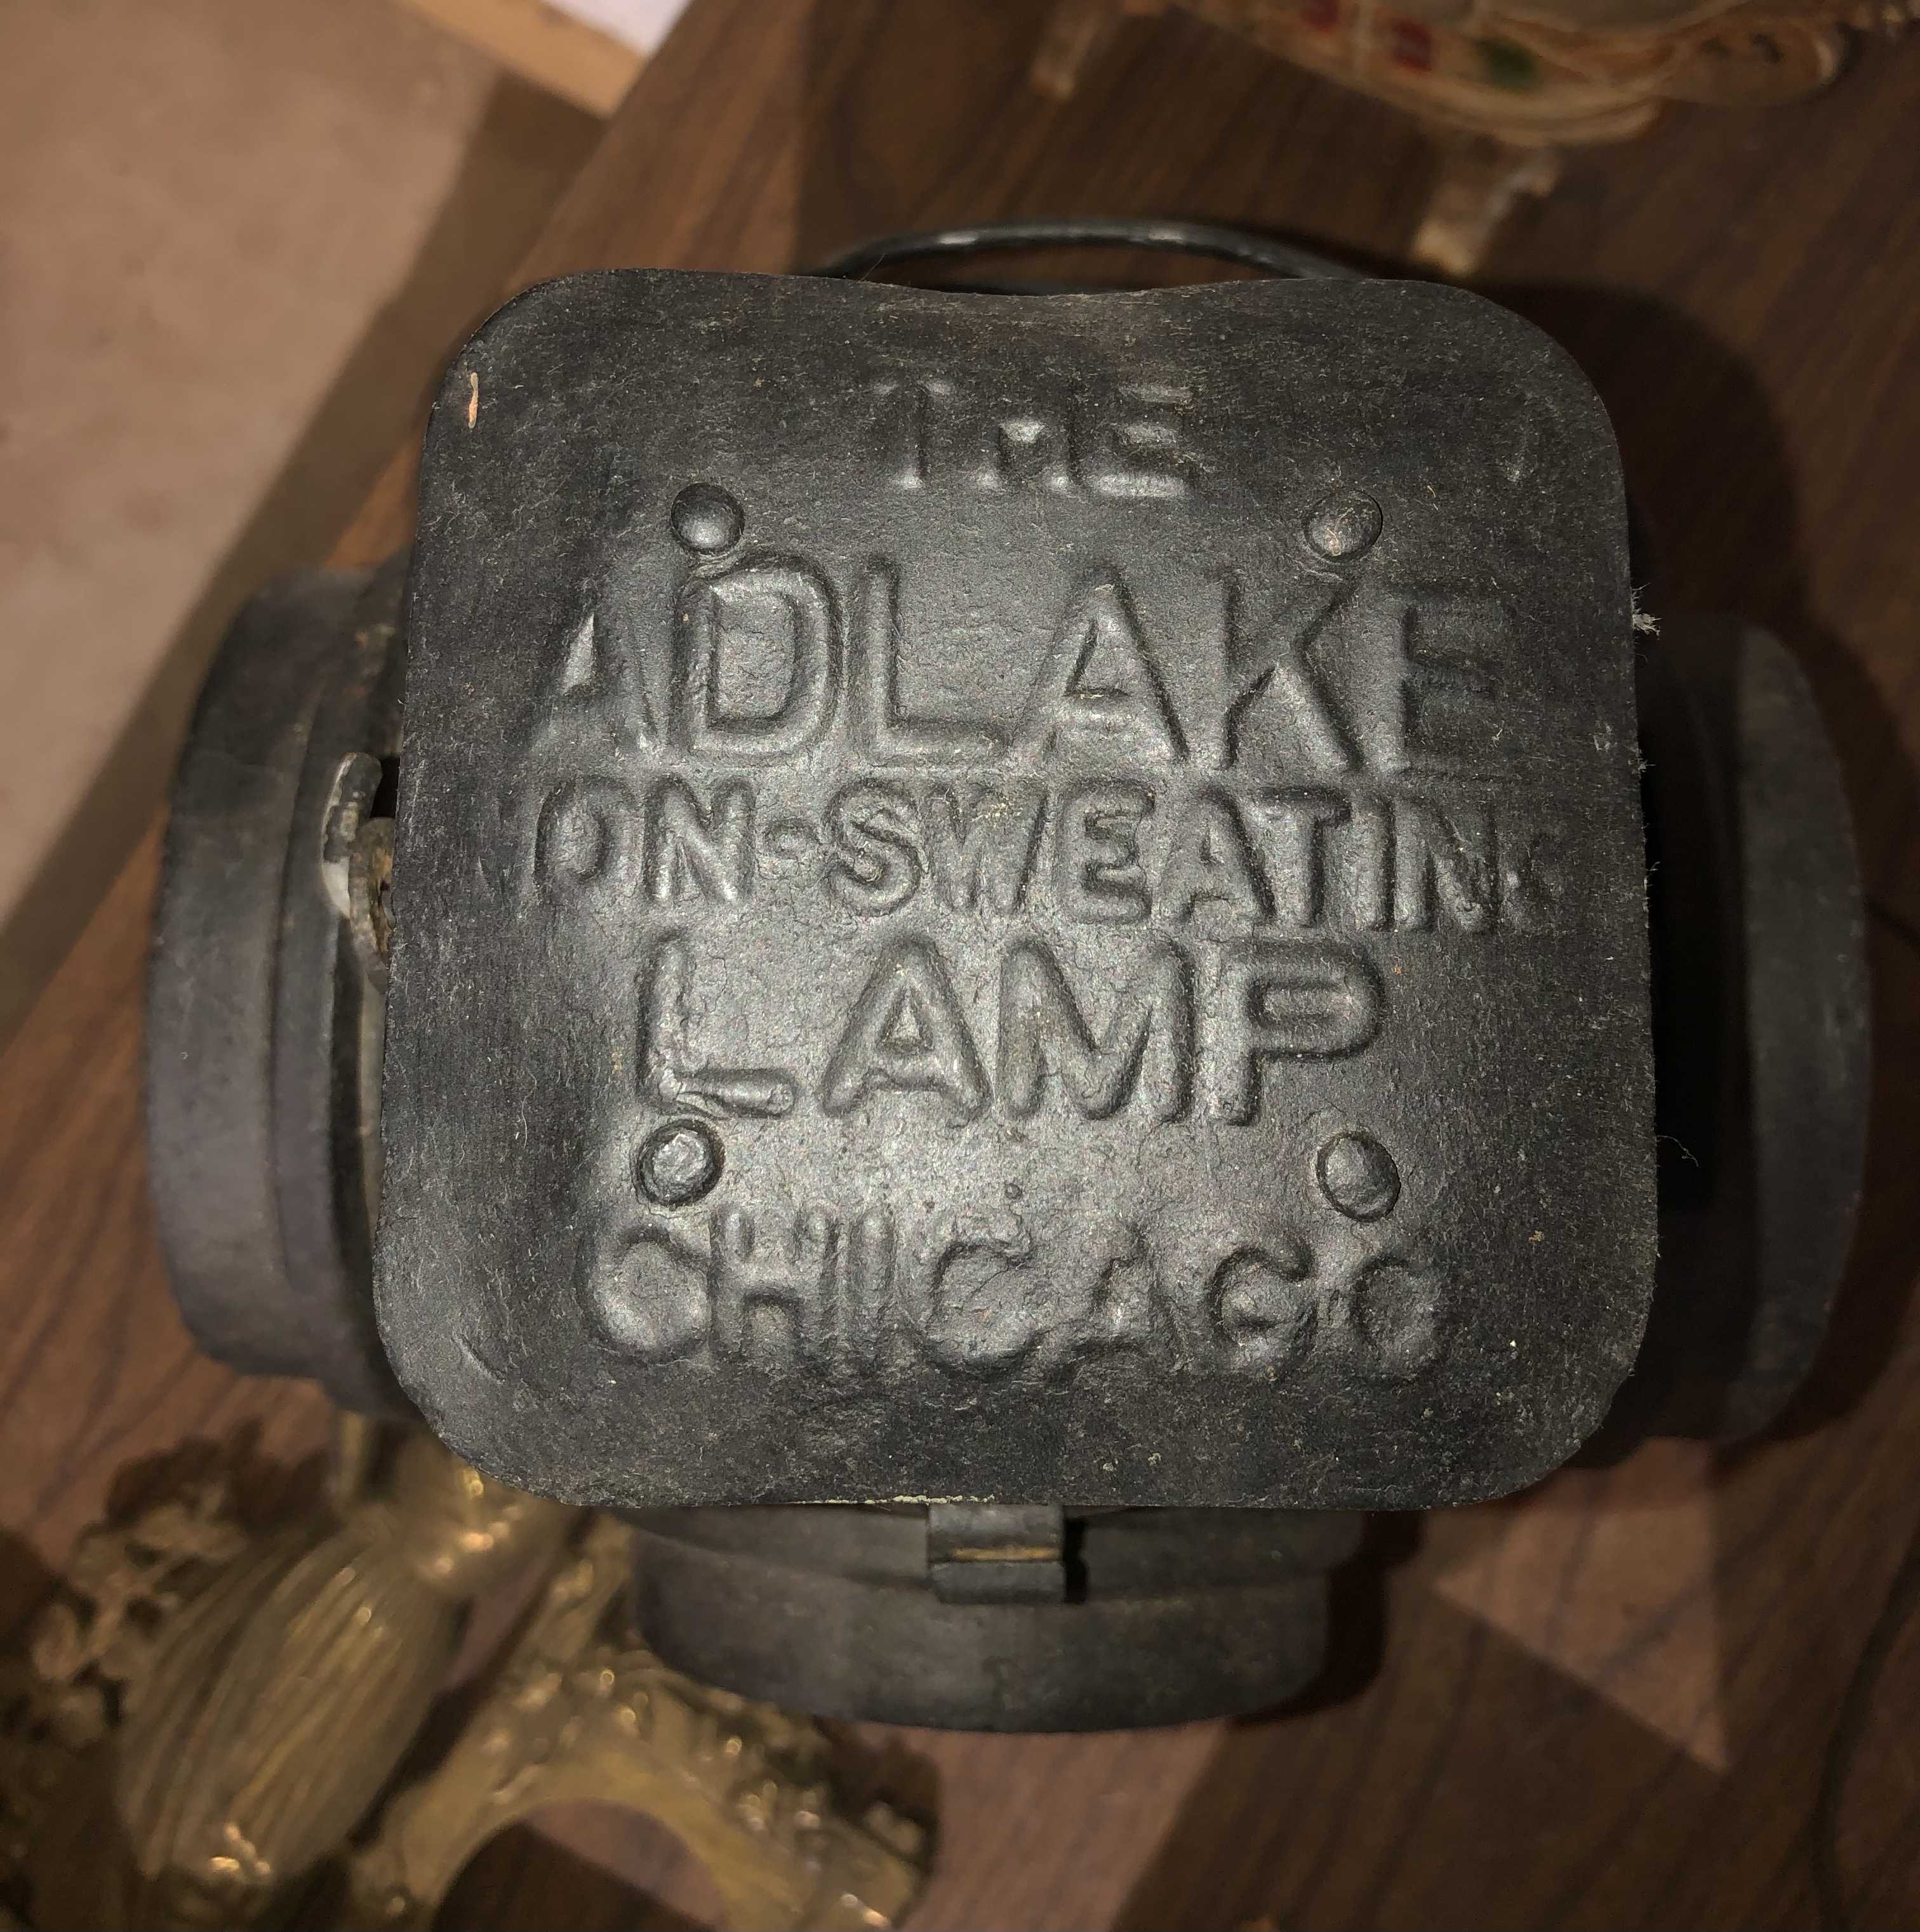 THE
ADLAKE
NON-SWEATING
LAMP
CHICAGO